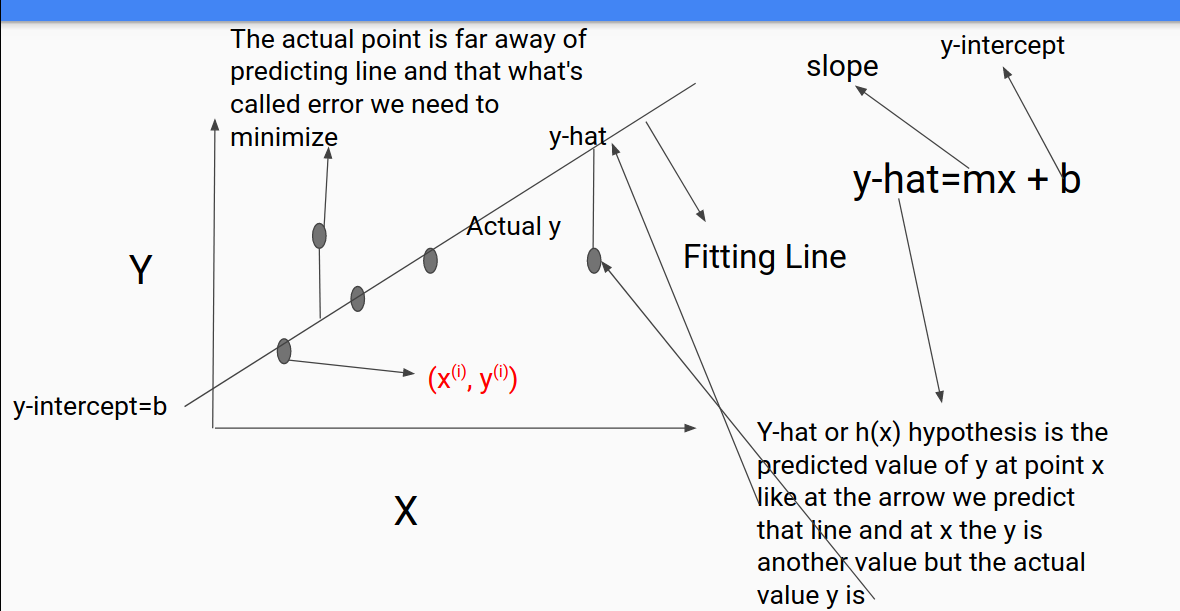 The actual point is far away of
predicting line and that what's
called error we need to
minimize
y-intercept
slope
y-hat
y-hat=mx + b
Actual y
Fitting Line
Y
(x(i), y(i))
y-intercept=b
X
Y-hat or h(x) hypothesis is the
predicted value of y at point x
like at the arrow we predict
that line and at x the y is
another value but the actual
value y is